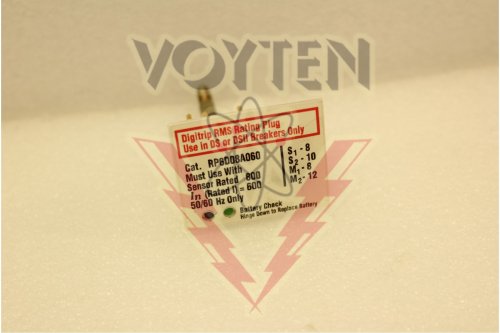 VOYTEN
Digitrip RMS Rating Plug
Use in DS or DSII Breakers Only
Cat. RP6D08A060
Must Use With
Sensor Rated 800
In (Rated I) = 600
50/60 Hz Only
S1 - 8
S2 - 10
M1 - 8
M2 - 12
Battery Check
Hinge Down to Replace Battery